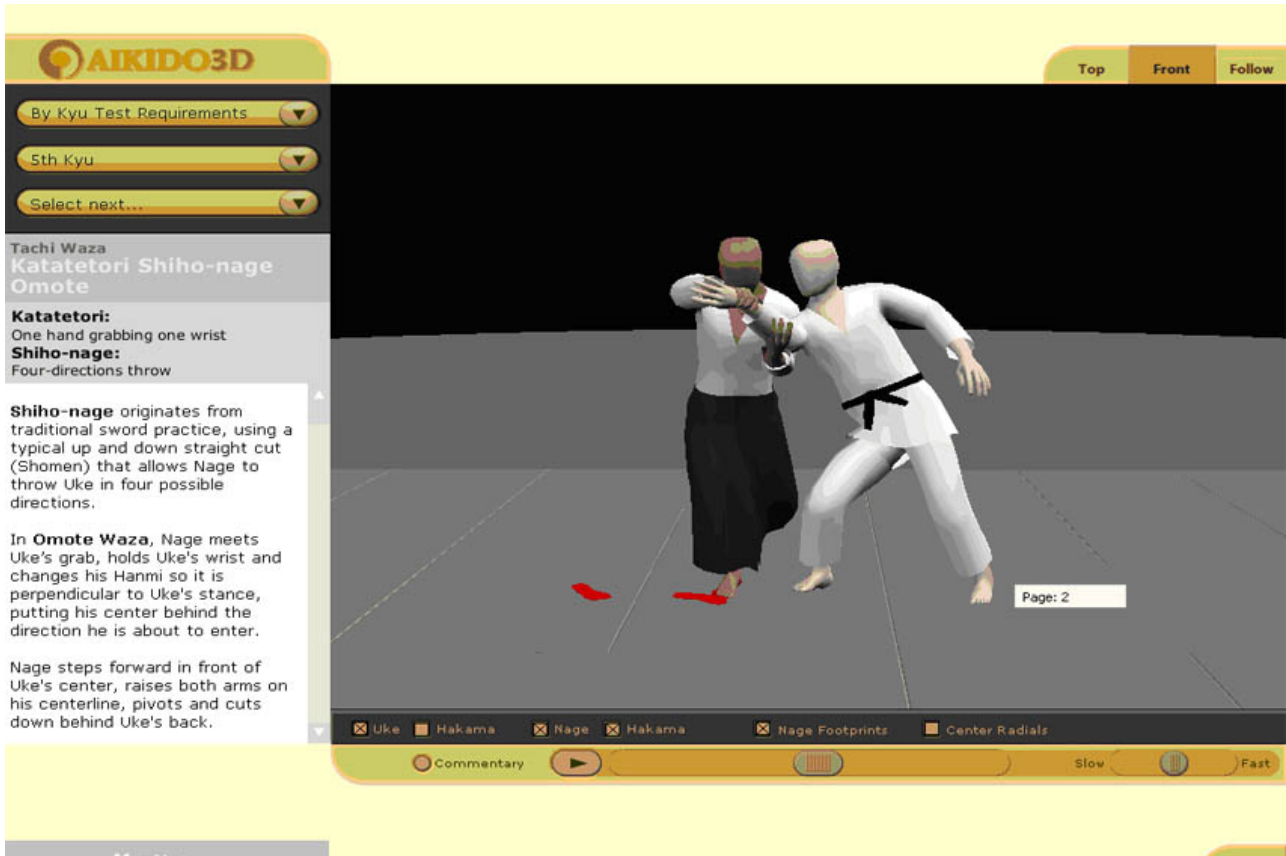 AIKIDO3D
Top Front Follow
By Kyu Test Requirements
5th Kyu
Select next...
Tachi Waza
Katatetori Shiho-nage
Omote
Katatetori:
One hand grabbing one wrist
Shiho-nage:
Four-directions throw
Shiho-nage originates from
traditional sword practice, using a
typical up and down straight cut
(Shomen) that allows Nage to
throw Uke in four possible
directions.
In Omote Waza, Nage meets
Uke's grab, holds Uke's wrist and
changes his Hanmi so it is
perpendicular to Uke's stance,
putting his center behind the
direction he is about to enter.
Nage steps forward in front of
Uke's center, raises both arms on
his centerline, pivots and cuts
down behind Uke's back.
Page: 2
Uke Hakama Nage Hakama Nage Footprints Center Radials
Commentary Slow Fast